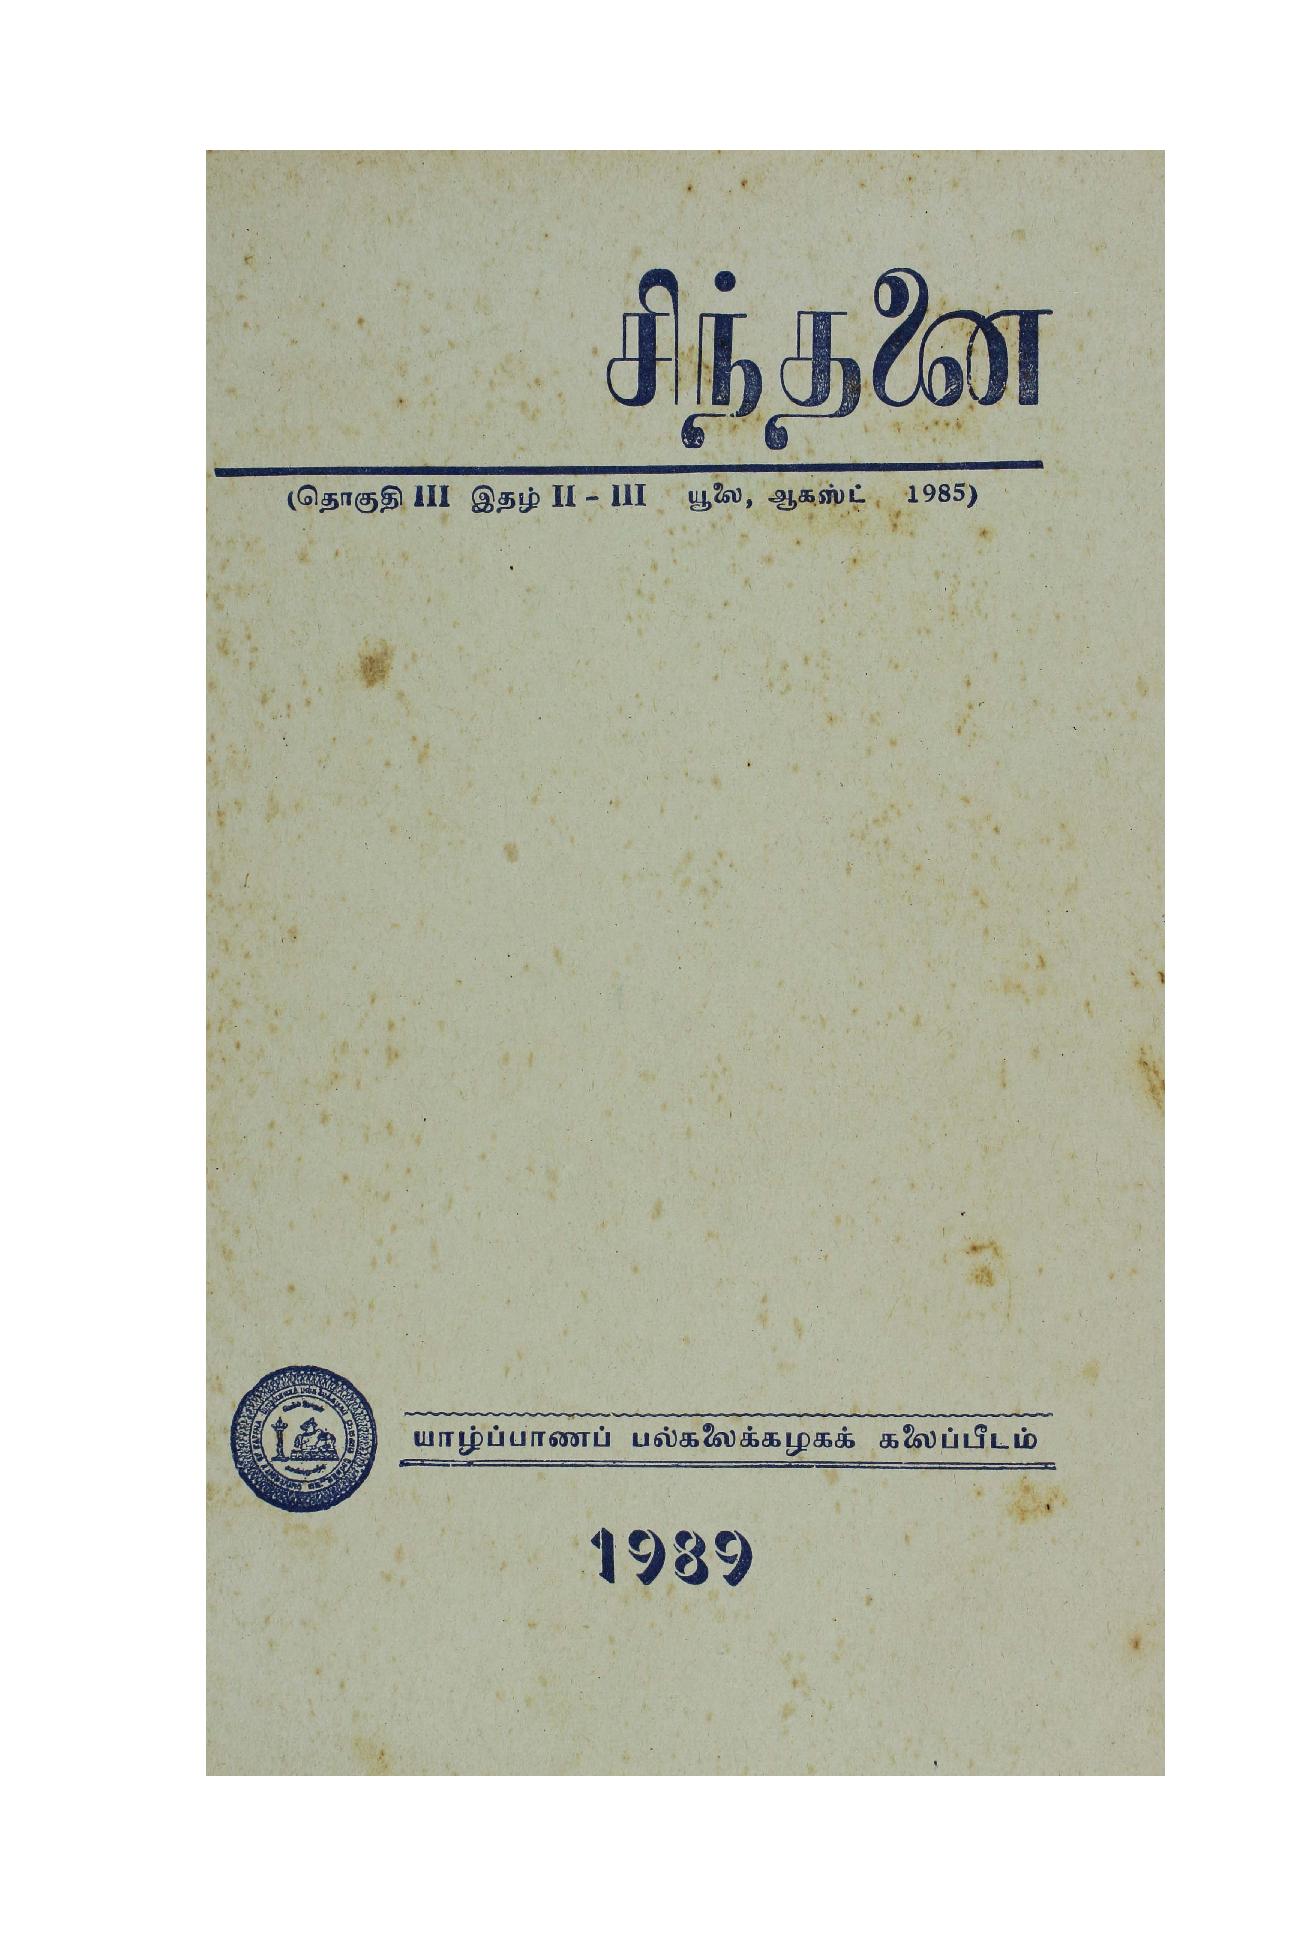 சிந்தனை
(தொகுதி III இதழ் II - III யூலை, ஆகஸ்ட் 1985)
யாழ்ப்பாணப் பல்கலைக்கழகக் கலைப்பீடம்
1989